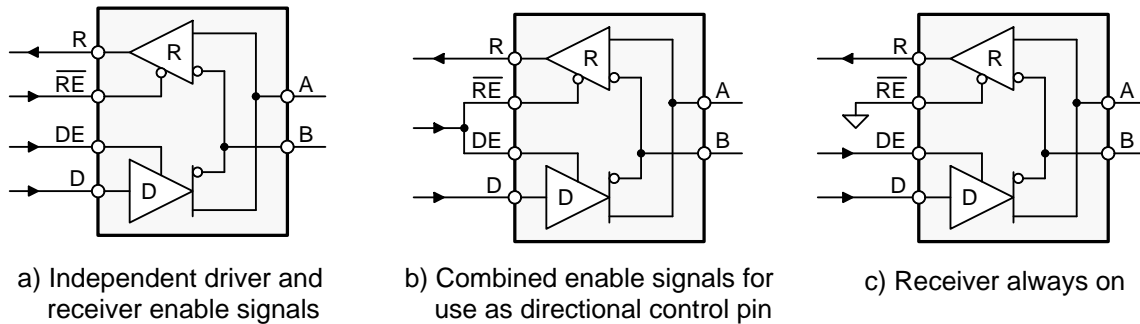 R
R
RE
A
DE
B
D
D
a) Independent driver and
receiver enable signals
R
R
RE
A
DE
B
D
D
b) Combined enable signals for
use as directional control pin
R
R
RE
A
DE
B
D
D
c) Receiver always on